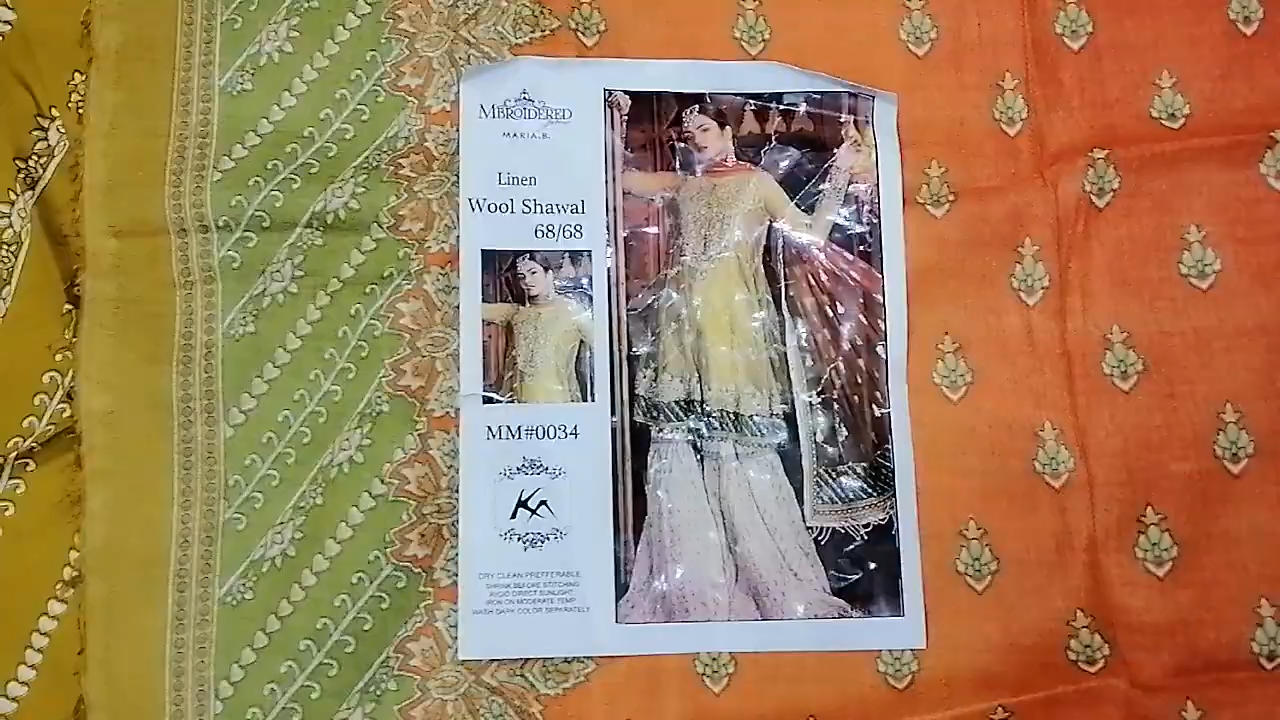 MBROIDERED
MARIA.B.
Linen
Wool Shawal
68/68
MM#0034
KA
DRY CLEAN PREFFERABLE
SHRINK BEFORE STITCHING
AVOID DIRECT SUNLIGHT
IRON ON MODERATE TEMP
WASH DARK COLOR SEPARATELY